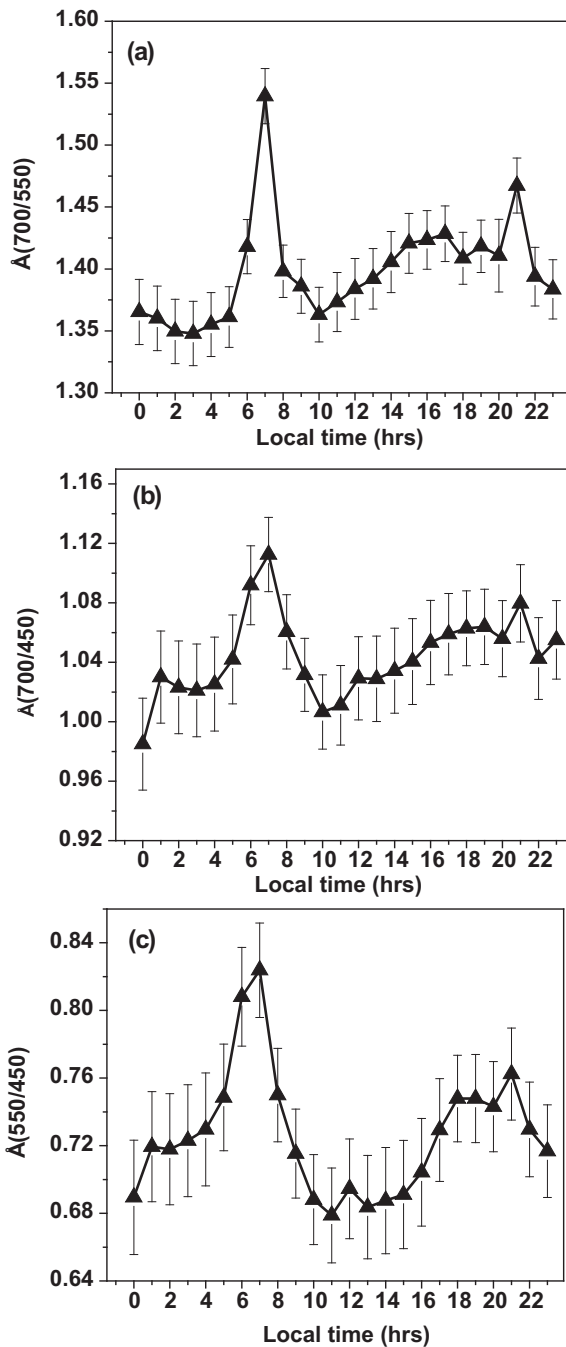 (a)
1.60
1.55
1.50
1.45
1.40
1.35
1.30
Å(700/550)
0 2 4 6 8 10 12 14 16 18 20 22
Local time (hrs)
(b)
1.16
1.12
1.08
1.04
1.00
0.96
0.92
Å(700/450)
0 2 4 6 8 10 12 14 16 18 20 22
Local time (hrs)
(c)
0.84
0.80
0.76
0.72
0.68
0.64
Å(550/450)
0 2 4 6 8 10 12 14 16 18 20 22
Local time (hrs)